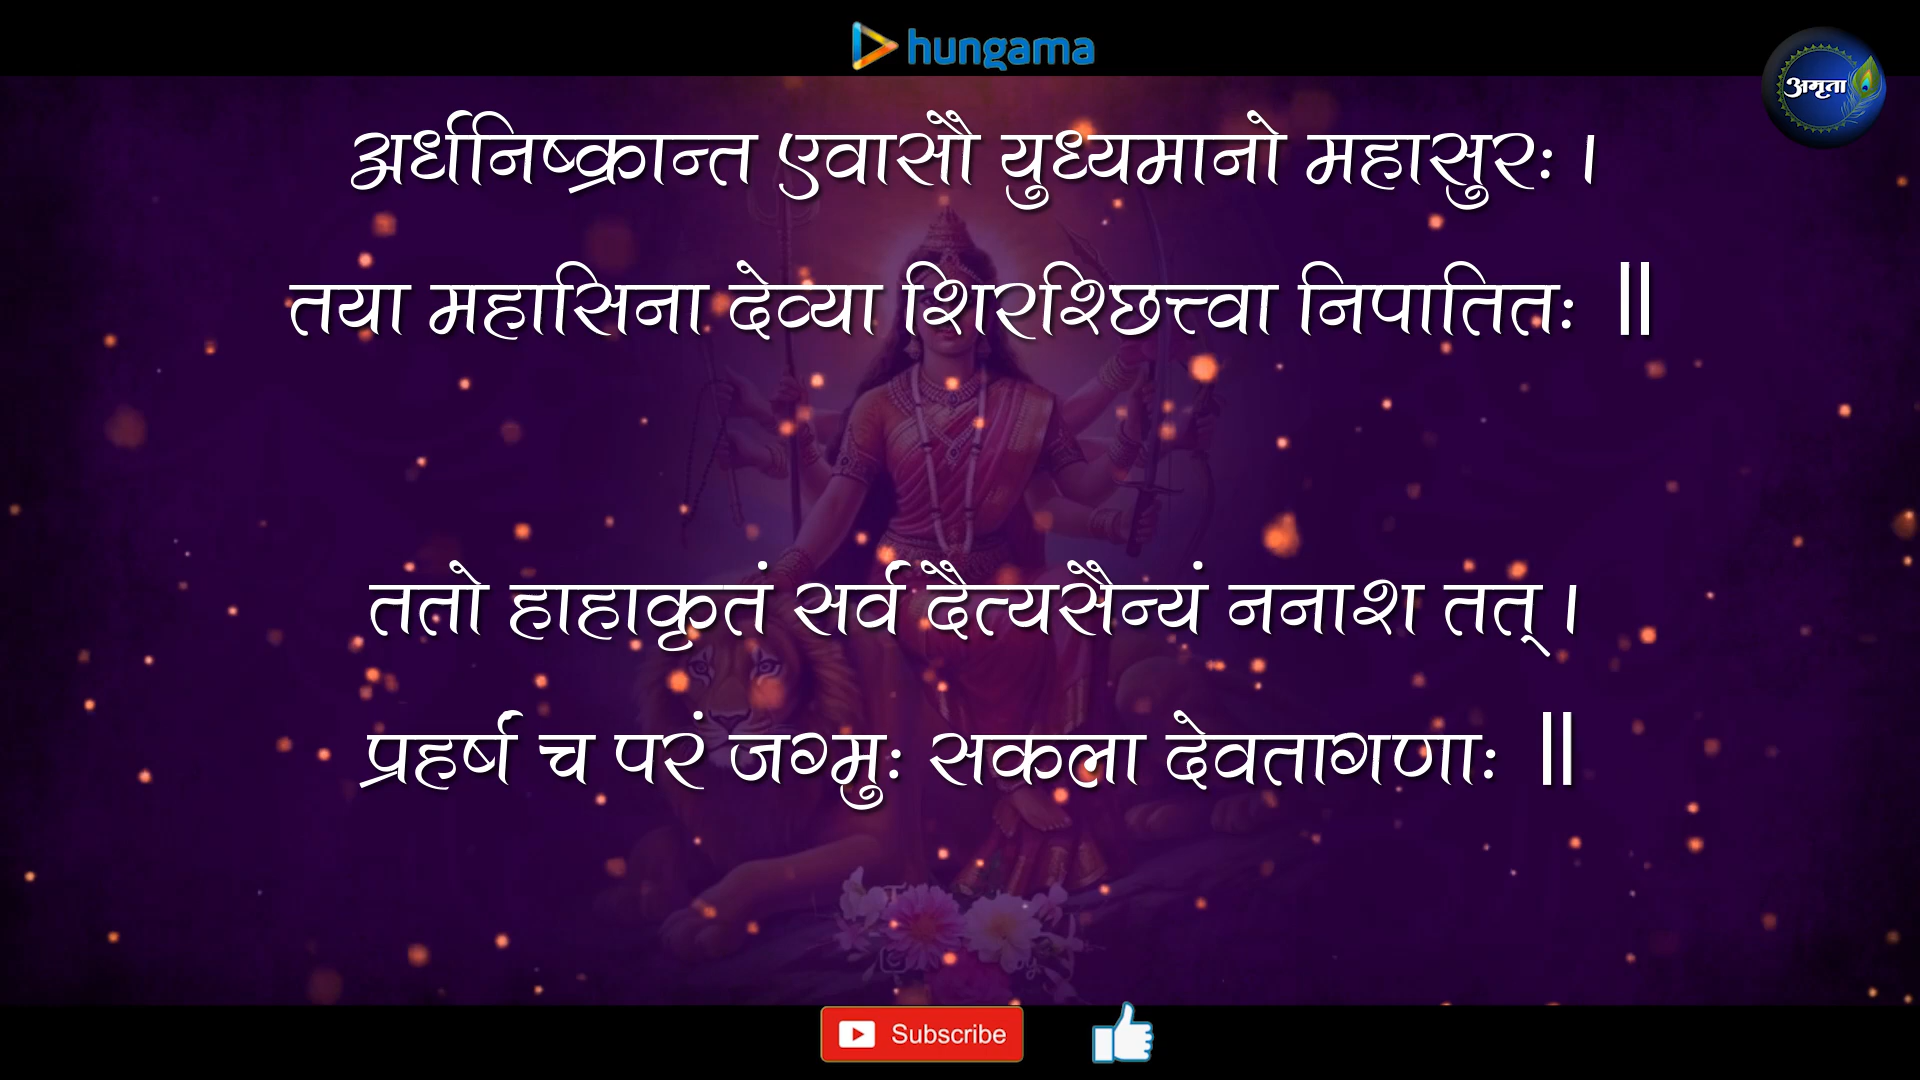 hungama
अमृता
अर्धनिष्क्रान्त एवासौ युध्यमानो महासुरः ।
तया महासिना देव्या शिरश्छित्त्वा निपातितः ॥
ततो हाहाकृतं सर्व दैत्यसैन्यं ननाश तत् ।
प्रहर्ष च परं जग्मुः सकला देवतागणाः ॥
Subscribe